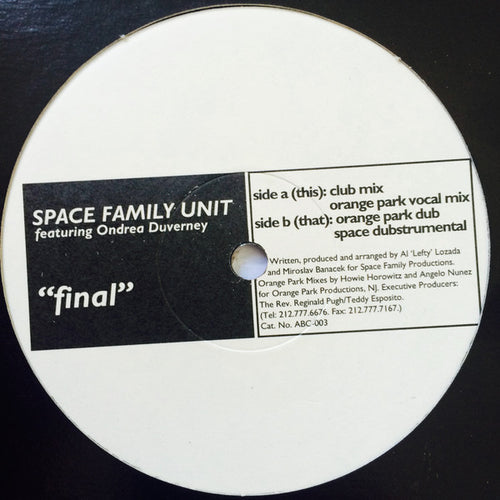 SPACE FAMILY UNIT
featuring Ondrea Duverney
"final"
side a (this): club mix
orange park vocal mix
side b (that): orange park dub
space dubstrumental
Written, produced and arranged by Al 'Lefty' Lozada
and Miroslav Banacek for Space Family Productions.
Orange Park Mixes by Howie Horowitz and Angelo Nunez
for Orange Park Productions, NJ. Executive Producers:
The Rev. Reginald Pugh/Teddy Esposito.
(Tel: 212.777.6676. Fax: 212.777.7167.)
Cat. No. ABC-003